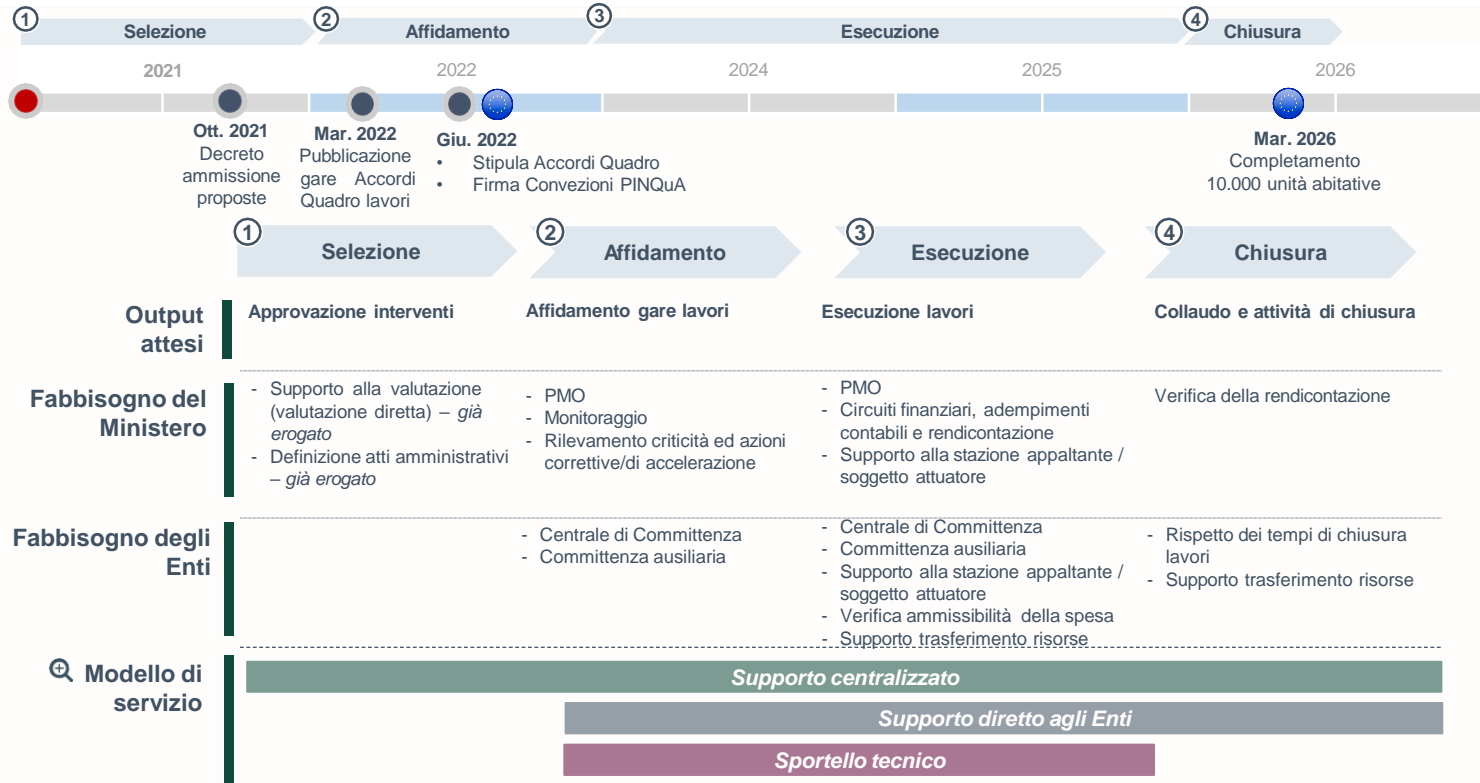 1
Selezione
2
Affidamento
3
Esecuzione
4
Chiusura
2021
2022
2024
2025
2026
Ott. 2021
Decreto
ammissione
proposte
Mar. 2022
Pubblicazione
gare Accordi
Quadro lavori
Giu. 2022
• Stipula Accordi Quadro
• Firma Convezioni PINQuA
Mar. 2026
Completamento
10.000 unità abitative
1
Selezione
2
Affidamento
3
Esecuzione
4
Chiusura
Output
attesi
Approvazione interventi
Affidamento gare lavori
Esecuzione lavori
Collaudo e attività di chiusura
Fabbisogno del
Ministero
- Supporto alla valutazione
(valutazione diretta) – già
erogato
- Definizione atti amministrativi
– già erogato
- PMO
- Monitoraggio
- Rilevamento criticità ed azioni
correttive/di accelerazione
- PMO
- Circuiti finanziari, adempimenti
contabili e rendicontazione
- Supporto alla stazione appaltante /
soggetto attuatore
Verifica della rendicontazione
Fabbisogno degli
Enti
- Centrale di Committenza
- Committenza ausiliaria
- Centrale di Committenza
- Committenza ausiliaria
- Supporto alla stazione appaltante /
soggetto attuatore
- Verifica ammissibilità della spesa
- Supporto trasferimento risorse
- Rispetto dei tempi di chiusura
lavori
- Supporto trasferimento risorse
Modello di
servizio
Supporto centralizzato
Supporto diretto agli Enti
Sportello tecnico